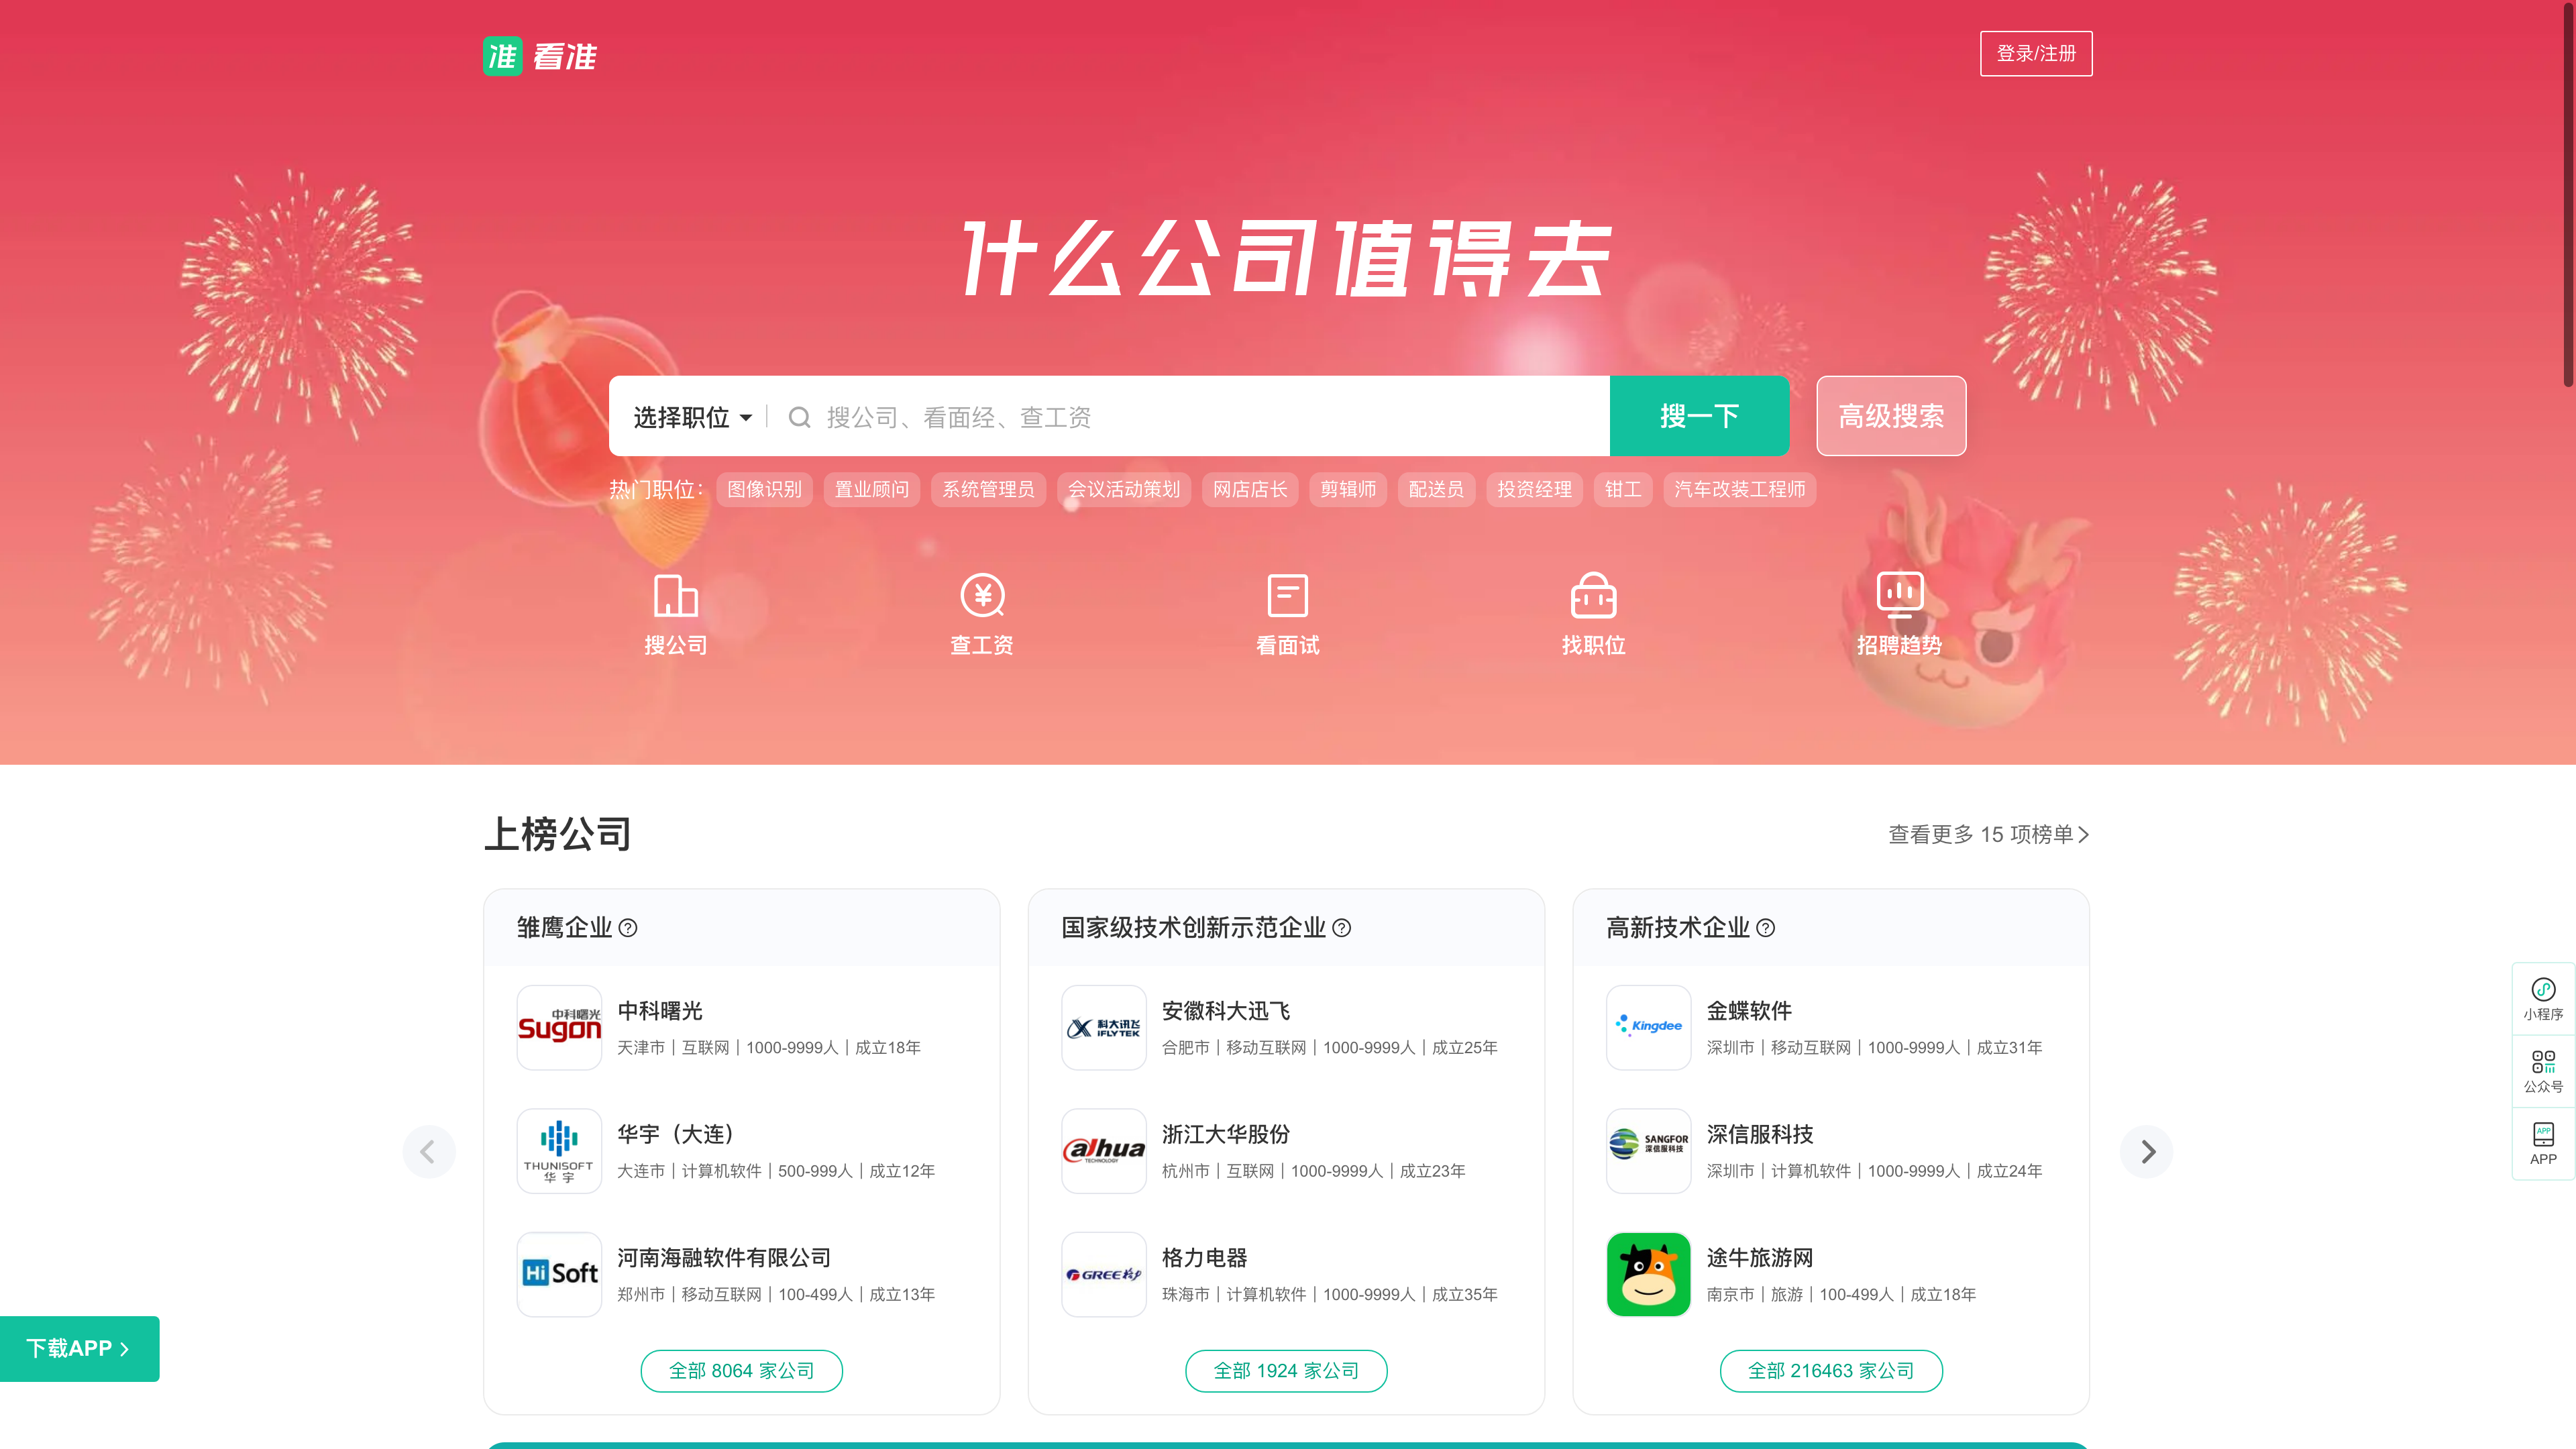 准 看准
登录/注册
什么公司值得去
选择职位 搜公司、看面经、查工资 搜一下 高级搜索
热门职位： 图像识别 置业顾问 系统管理员 会议活动策划 网店店长 剪辑师 配送员 投资经理 钳工 汽车改装工程师
搜公司 查工资 看面试 找职位 招聘趋势
上榜公司
查看更多 15 项榜单
雏鹰企业
中科曙光 Sugon
中科曙光
天津市｜互联网｜1000-9999人｜成立18年
THUNISOFT 华宇
华宇（大连）
大连市｜计算机软件｜500-999人｜成立12年
HiSoft
河南海融软件有限公司
郑州市｜移动互联网｜100-499人｜成立13年
全部 8064 家公司
国家级技术创新示范企业
科大讯飞 iFLYTEK
安徽科大迅飞
合肥市｜移动互联网｜1000-9999人｜成立25年
alhua TECHNOLOGY
浙江大华股份
杭州市｜互联网｜1000-9999人｜成立23年
GREE格力
格力电器
珠海市｜计算机软件｜1000-9999人｜成立35年
全部 1924 家公司
高新技术企业
Kingdee
金蝶软件
深圳市｜移动互联网｜1000-9999人｜成立31年
SANGFOR 深信服科技
深信服科技
深圳市｜计算机软件｜1000-9999人｜成立24年
途牛旅游网
南京市｜旅游｜100-499人｜成立18年
全部 216463 家公司
小程序
公众号
APP
APP
下载APP